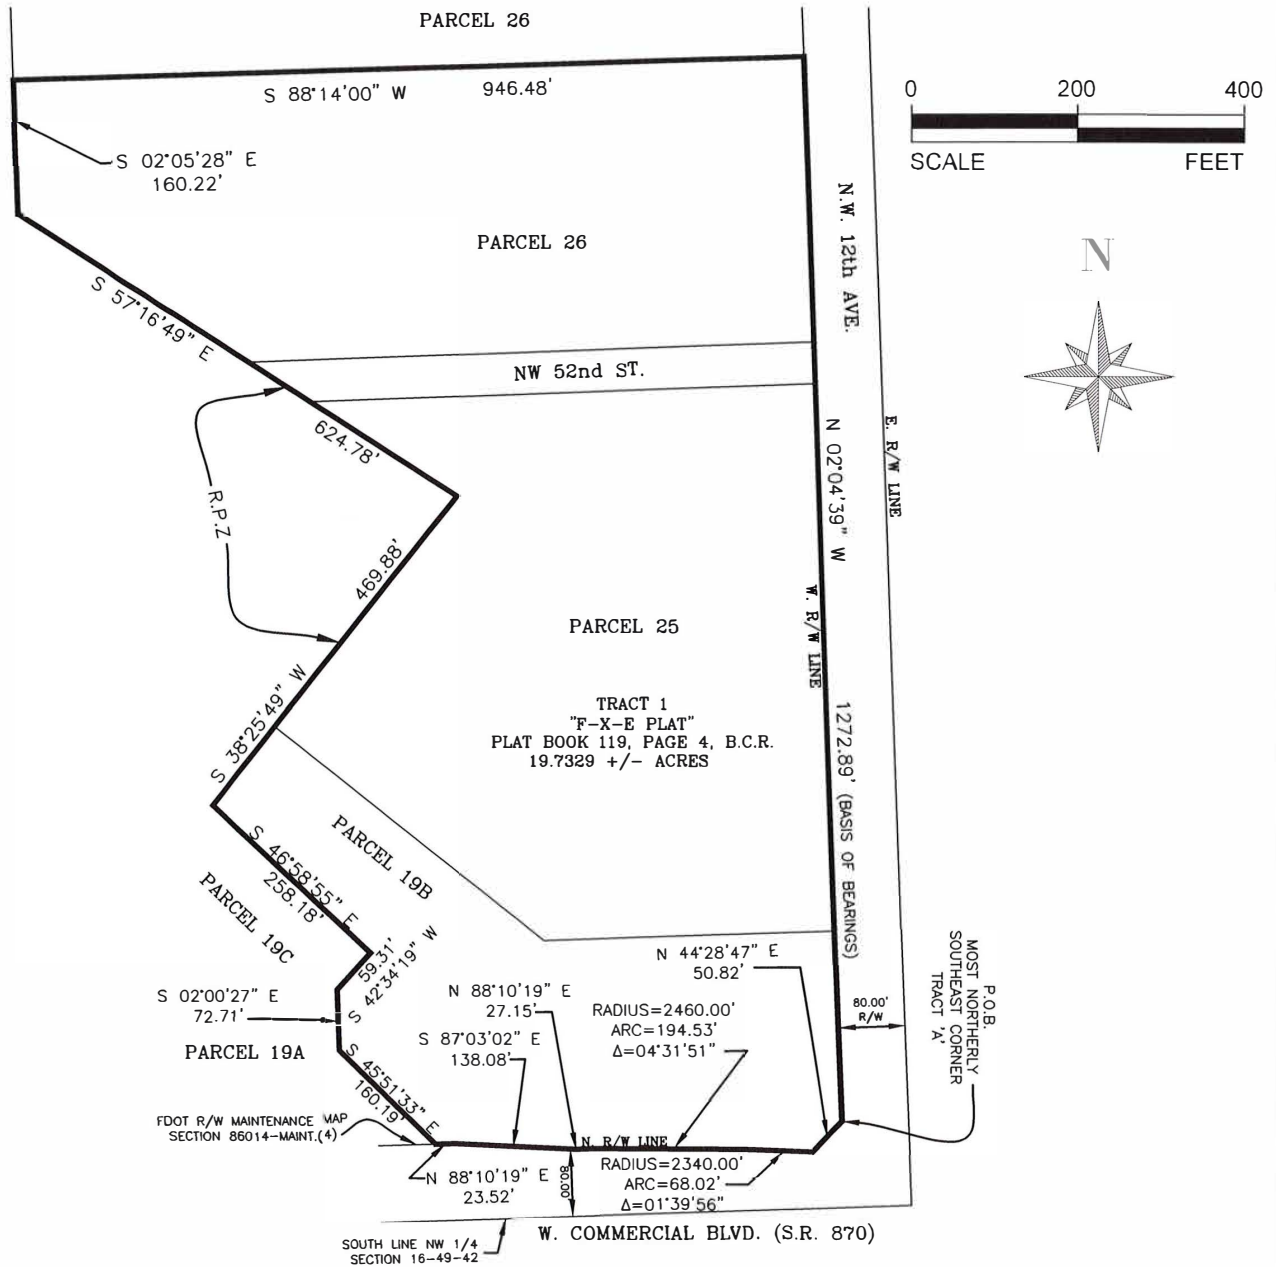 PARCEL 26
S 88°14'00" W 946.48'
0 200 400
SCALE FEET
S 02°05'28" E
160.22'
N.W. 12th AVE.
PARCEL 26
N
S 57°16'49" E
NW 52nd ST.
624.78'
N 02°04'39" W
E. R/W LINE
R.P.Z
469.88'
PARCEL 25
W. R/W LINE
S 38°25'49" W
TRACT 1
"F-X-E PLAT"
PLAT BOOK 119, PAGE 4, B.C.R.
19.7329 +/- ACRES
1272.89' (BASIS OF BEARINGS)
PARCEL 19B
S 46°58'55" E
258.18'
PARCEL 19C
59.31'
S 42°34'19" W
N 44°28'47" E
50.82'
P.O.B.
MOST NORTHERLY
SOUTHEAST CORNER
TRACT 'A'
S 02°00'27" E
72.71'
N 88°10'19" E
27.15'
RADIUS=2460.00'
ARC=194.53'
Δ=04°31'51"
80.00'
R/W
S 87°03'02" E
138.08'
PARCEL 19A
S 45°51'33" E
160.19'
FDOT R/W MAINTENANCE MAP
SECTION 86014-MAINT.(4)
N. R/W LINE
N 88°10'19" E
23.52'
80.00
RADIUS=2340.00'
ARC=68.02'
Δ=01°39'56"
W. COMMERCIAL BLVD. (S.R. 870)
SOUTH LINE NW 1/4
SECTION 16-49-42